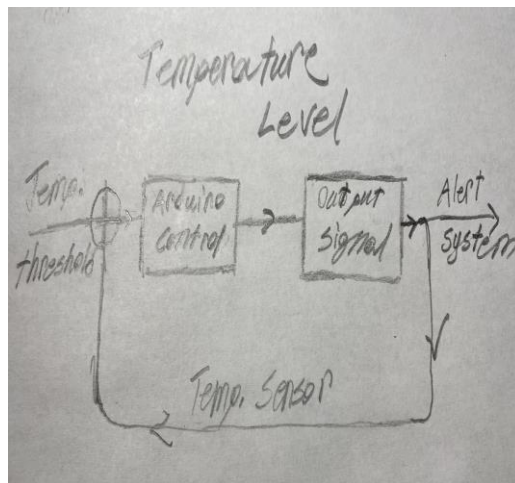 Temperature
Level
Temp.
threshold
Arduino
control
Output
Signal
Alert
system
Temp. Sensor